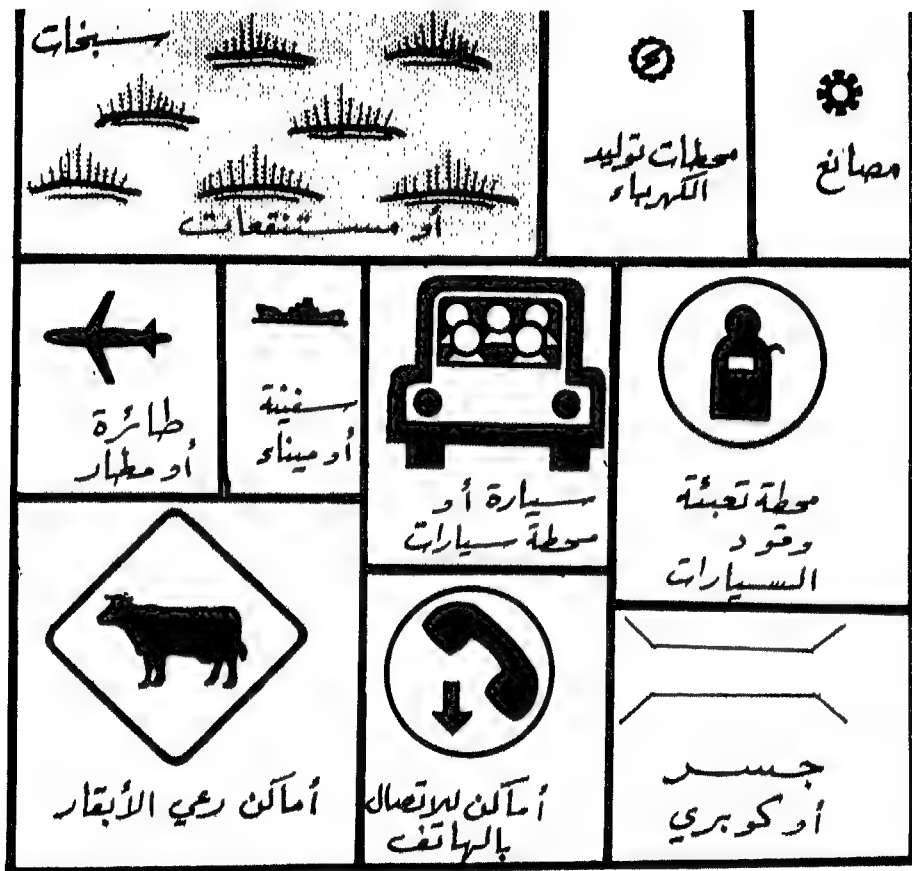 سبخات
أو مستنقعات
محطات توليد
الكهرباء
مصانع
طائرة
أو مطار
سفينة
أو ميناء
سيارة أو
محطة سيارات
محطة تعبئة
وقود
السيارات
أماكن رعي الأبقار
أماكن للاتصال
بالهاتف
جسر
أو كوبري